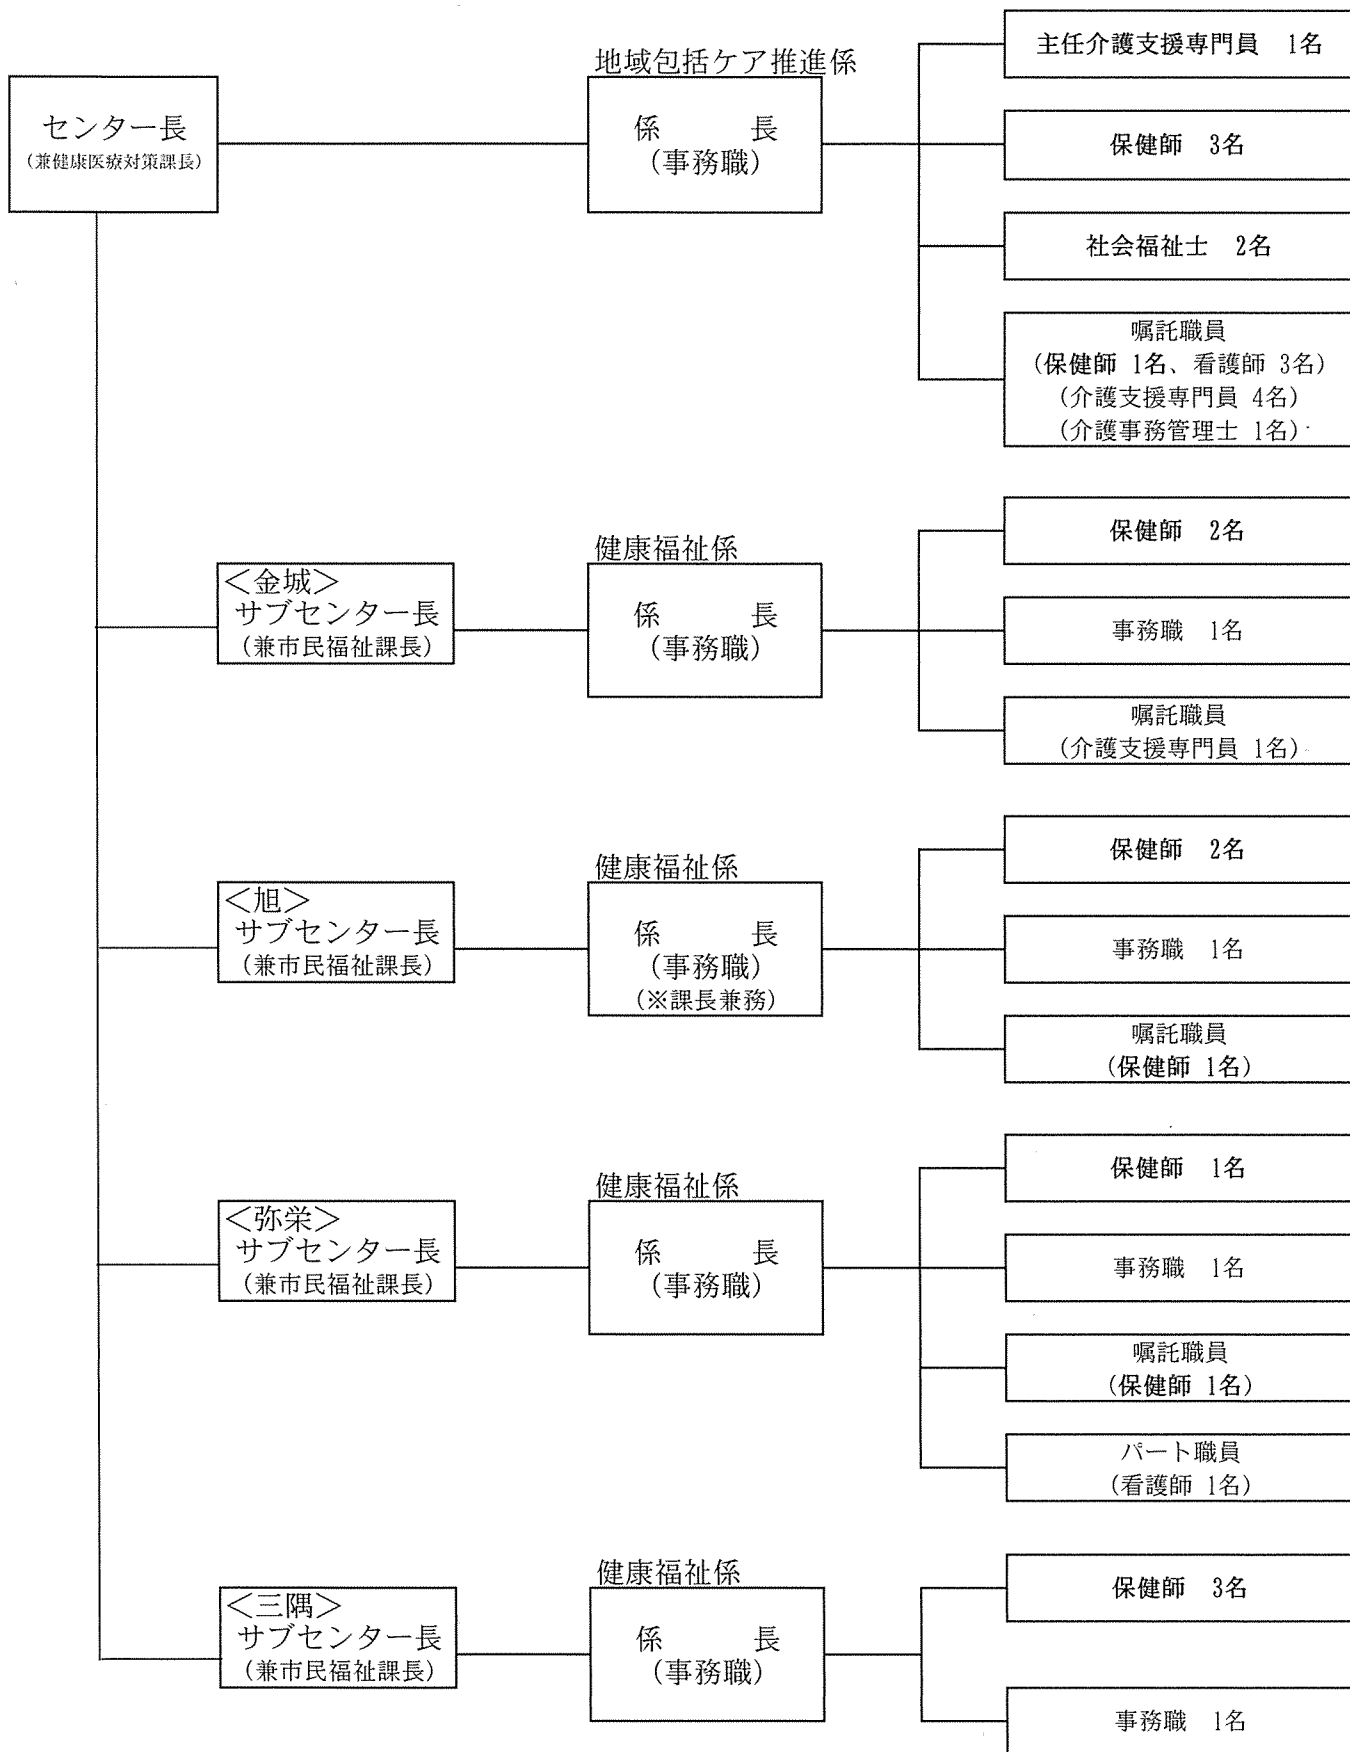 センター長
(兼健康医療対策課長)
地域包括ケア推進係
係　　　長
(事務職)
主任介護支援専門員　1名
保健師　3名
社会福祉士　2名
嘱託職員
(保健師 1名、看護師 3名)
(介護支援専門員 4名)
(介護事務管理士 1名)
＜金城＞
サブセンター長
(兼市民福祉課長)
健康福祉係
係　　　長
(事務職)
保健師　2名
事務職　1名
嘱託職員
(介護支援専門員 1名)
＜旭＞
サブセンター長
(兼市民福祉課長)
健康福祉係
係　　　長
(事務職)
(※課長兼務)
保健師　2名
事務職　1名
嘱託職員
(保健師 1名)
＜弥栄＞
サブセンター長
(兼市民福祉課長)
健康福祉係
係　　　長
(事務職)
保健師　1名
事務職　1名
嘱託職員
(保健師 1名)
パート職員
(看護師 1名)
＜三隅＞
サブセンター長
(兼市民福祉課長)
健康福祉係
係　　　長
(事務職)
保健師　3名
事務職　1名